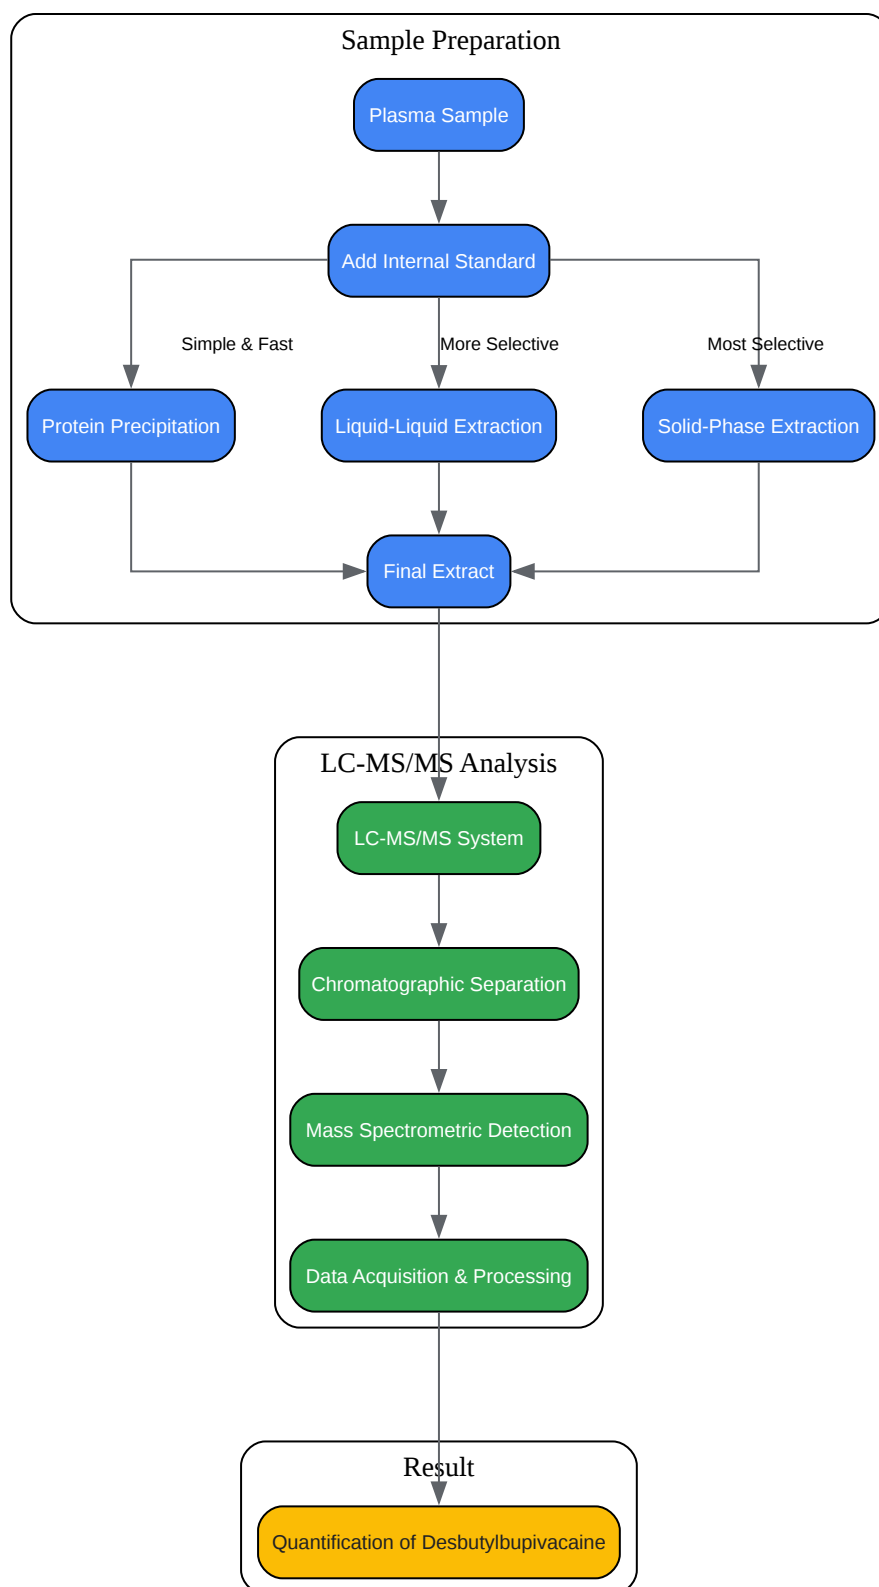 Sample Preparation
Plasma Sample
Add Internal Standard
Simple & Fast
More Selective
Most Selective
Protein Precipitation
Liquid-Liquid Extraction
Solid-Phase Extraction
Final Extract
LC-MS/MS Analysis
LC-MS/MS System
Chromatographic Separation
Mass Spectrometric Detection
Data Acquisition & Processing
Result
Quantification of Desbutylbupivacaine